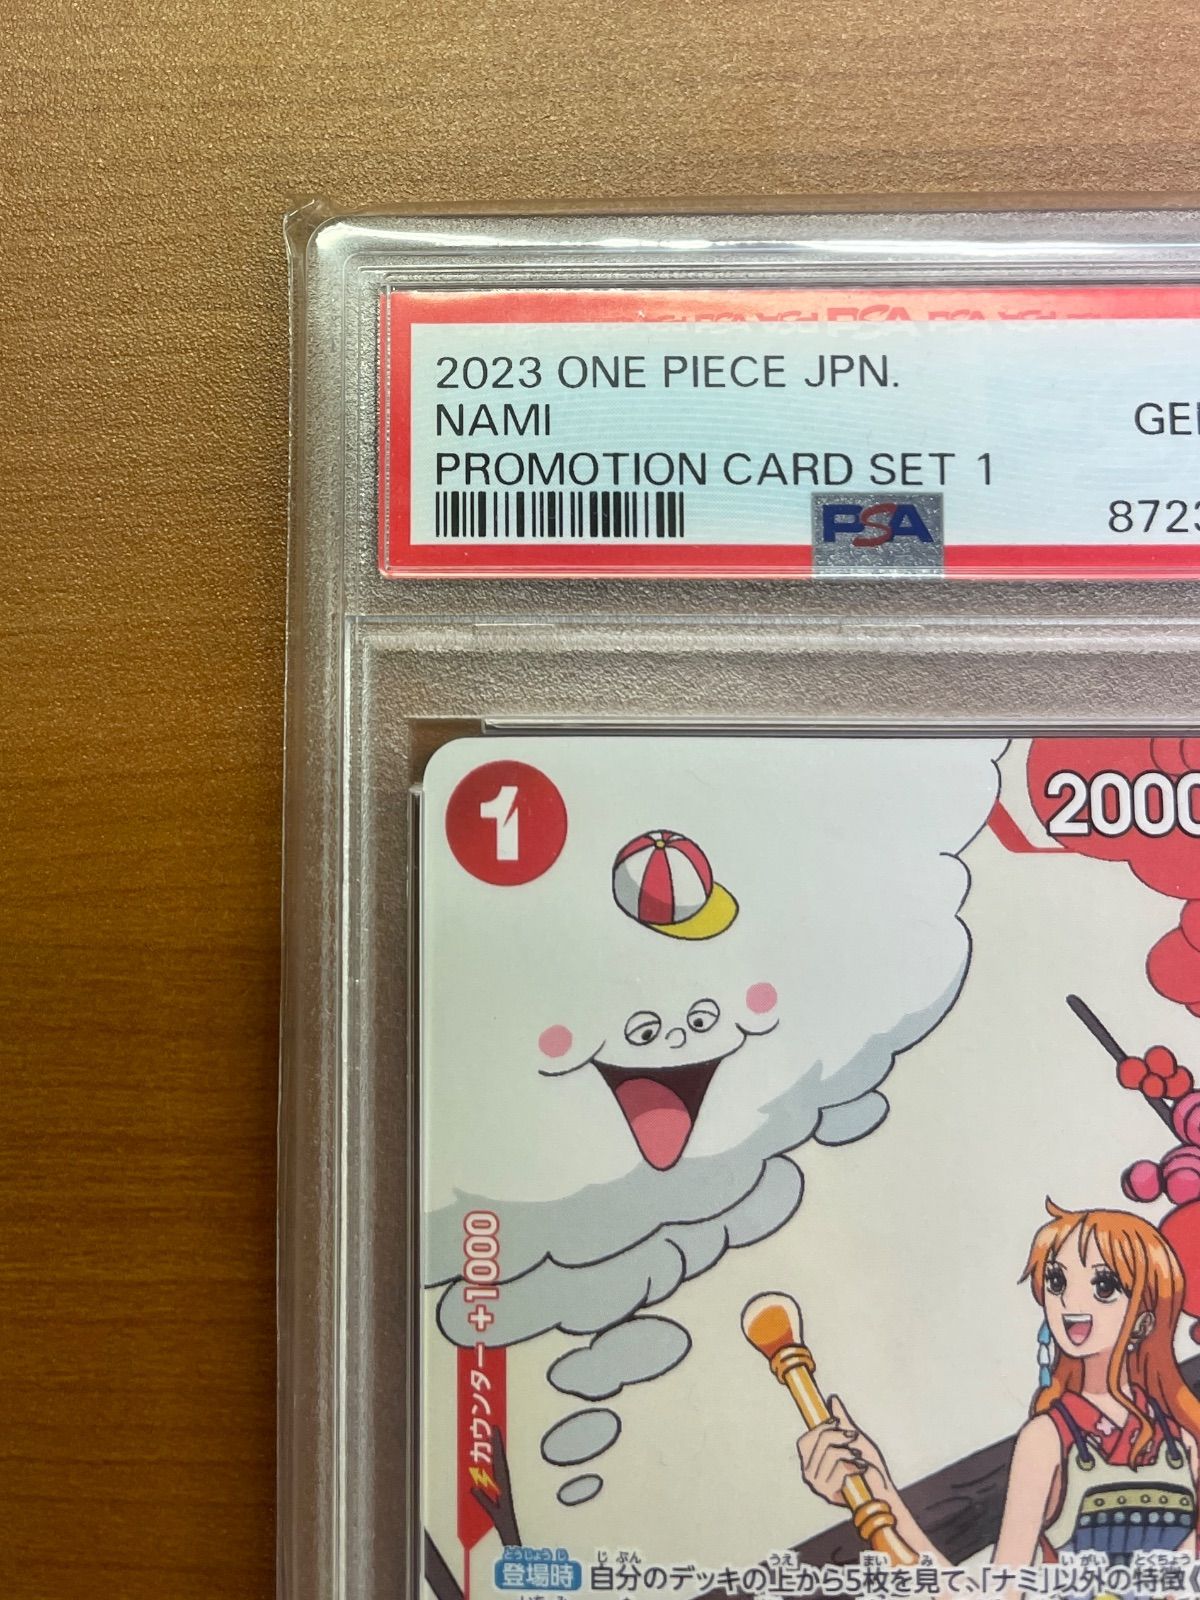 2023 ONE PIECE JPN.
NAMI
GE
PROMOTION CARD SET 1
PSA
872
1
2000
カウンター +1000
登場時 自分のデッキの上から5枚を見て、「ナミ」以外の特徴《